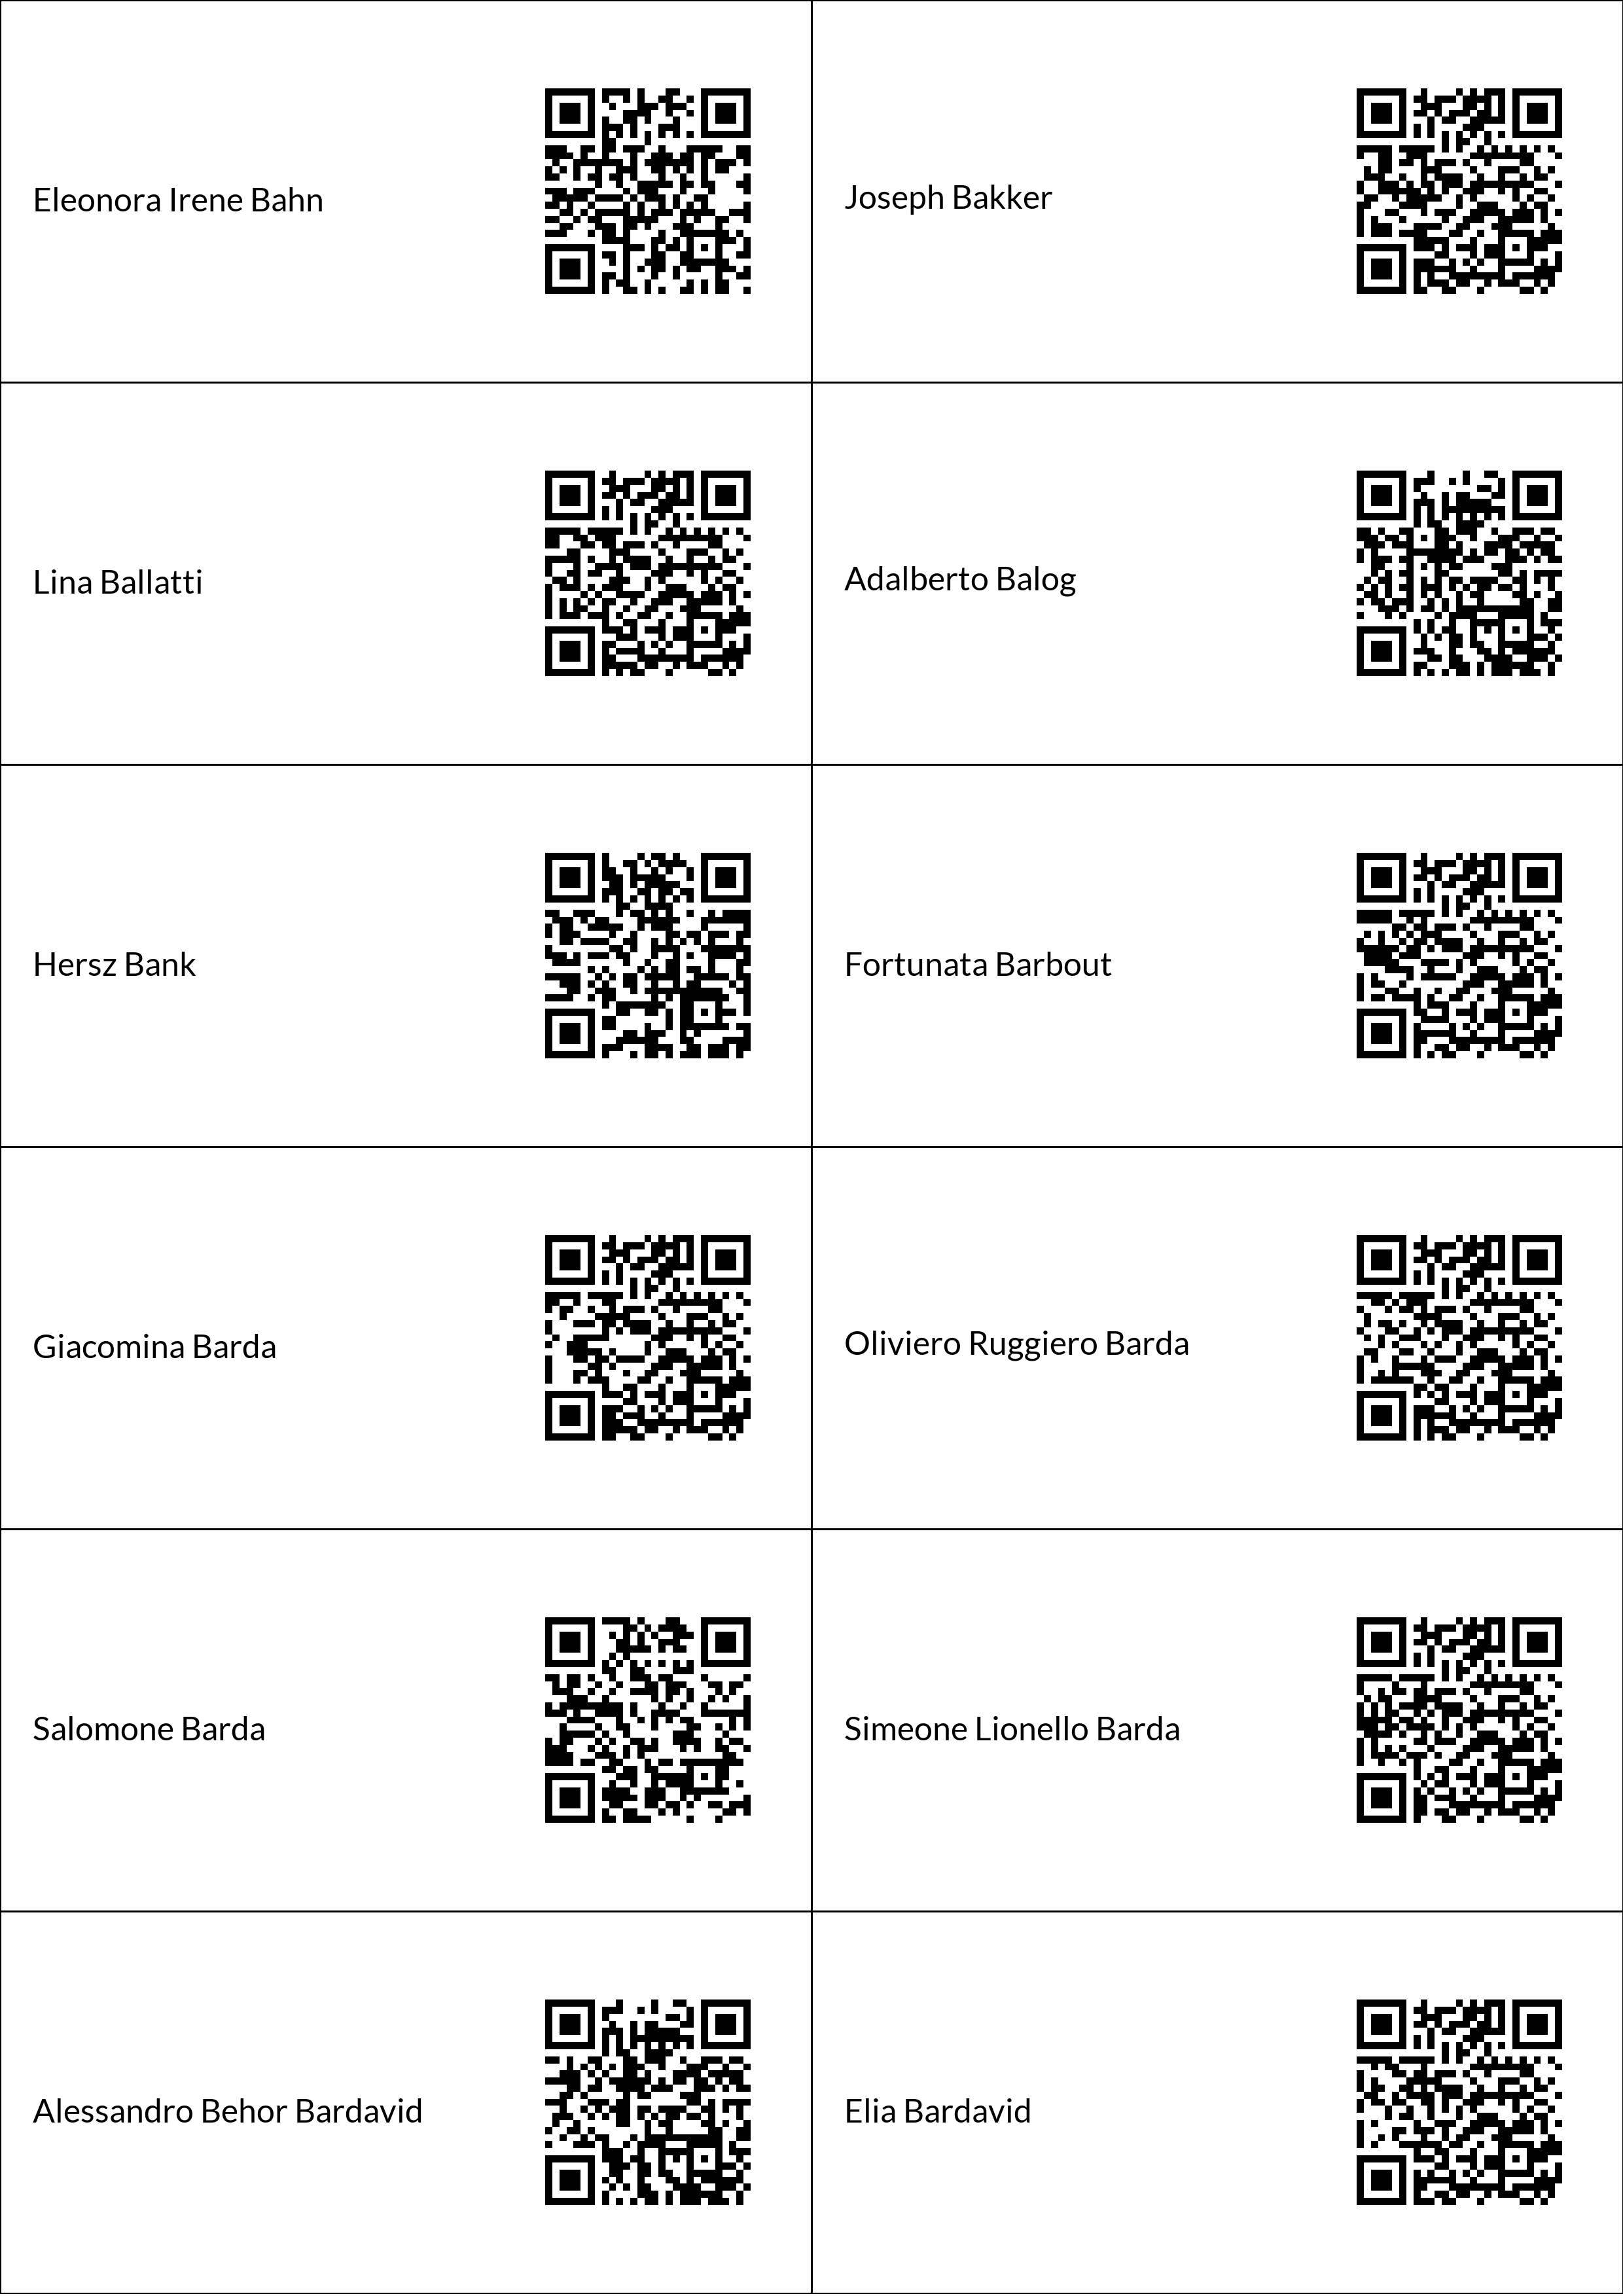 Eleonora Irene Bahn
Joseph Bakker
Lina Ballatti
Adalberto Balog
Hersz Bank
Fortunata Barbout
Giacomina Barda
Oliviero Ruggiero Barda
Salomone Barda
Simeone Lionello Barda
Alessandro Behor Bardavid
Elia Bardavid